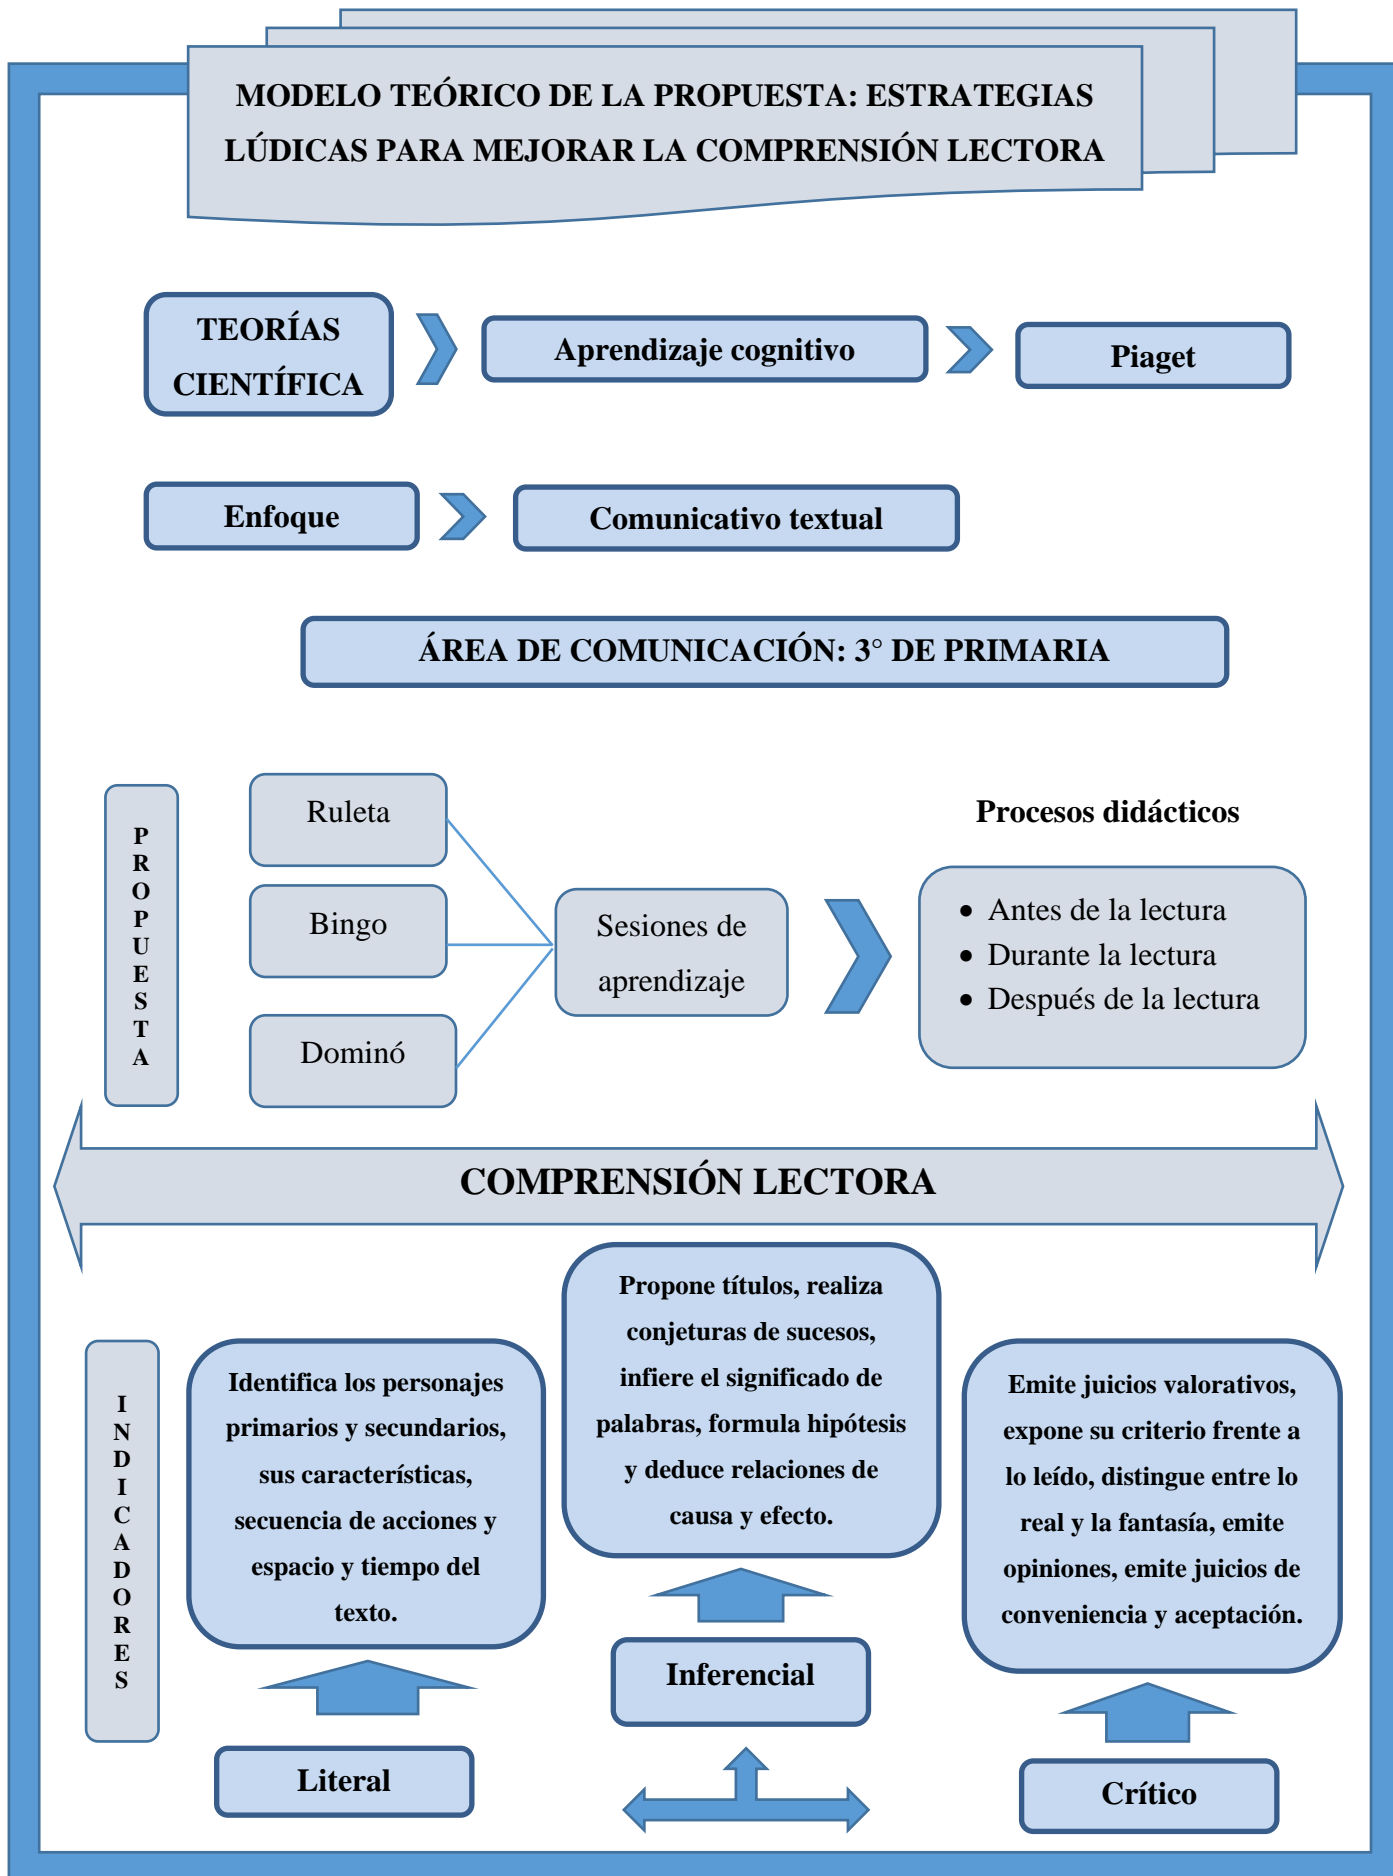 MODELO TEÓRICO DE LA PROPUESTA: ESTRATEGIAS
LÚDICAS PARA MEJORAR LA COMPRENSIÓN LECTORA
TEORÍAS
CIENTÍFICA
Aprendizaje cognitivo
Piaget
Enfoque
Comunicativo textual
ÁREA DE COMUNICACIÓN: 3° DE PRIMARIA
PROPUESTA
Ruleta
Bingo
Dominó
Sesiones de
aprendizaje
Procesos didácticos
• Antes de la lectura
• Durante la lectura
• Después de la lectura
COMPRENSIÓN LECTORA
INDICADORES
Identifica los personajes
primarios y secundarios,
sus características,
secuencia de acciones y
espacio y tiempo del
texto.
Propone títulos, realiza
conjeturas de sucesos,
infiere el significado de
palabras, formula hipótesis
y deduce relaciones de
causa y efecto.
Emite juicios valorativos,
expone su criterio frente a
lo leído, distingue entre lo
real y la fantasía, emite
opiniones, emite juicios de
conveniencia y aceptación.
Literal
Inferencial
Crítico